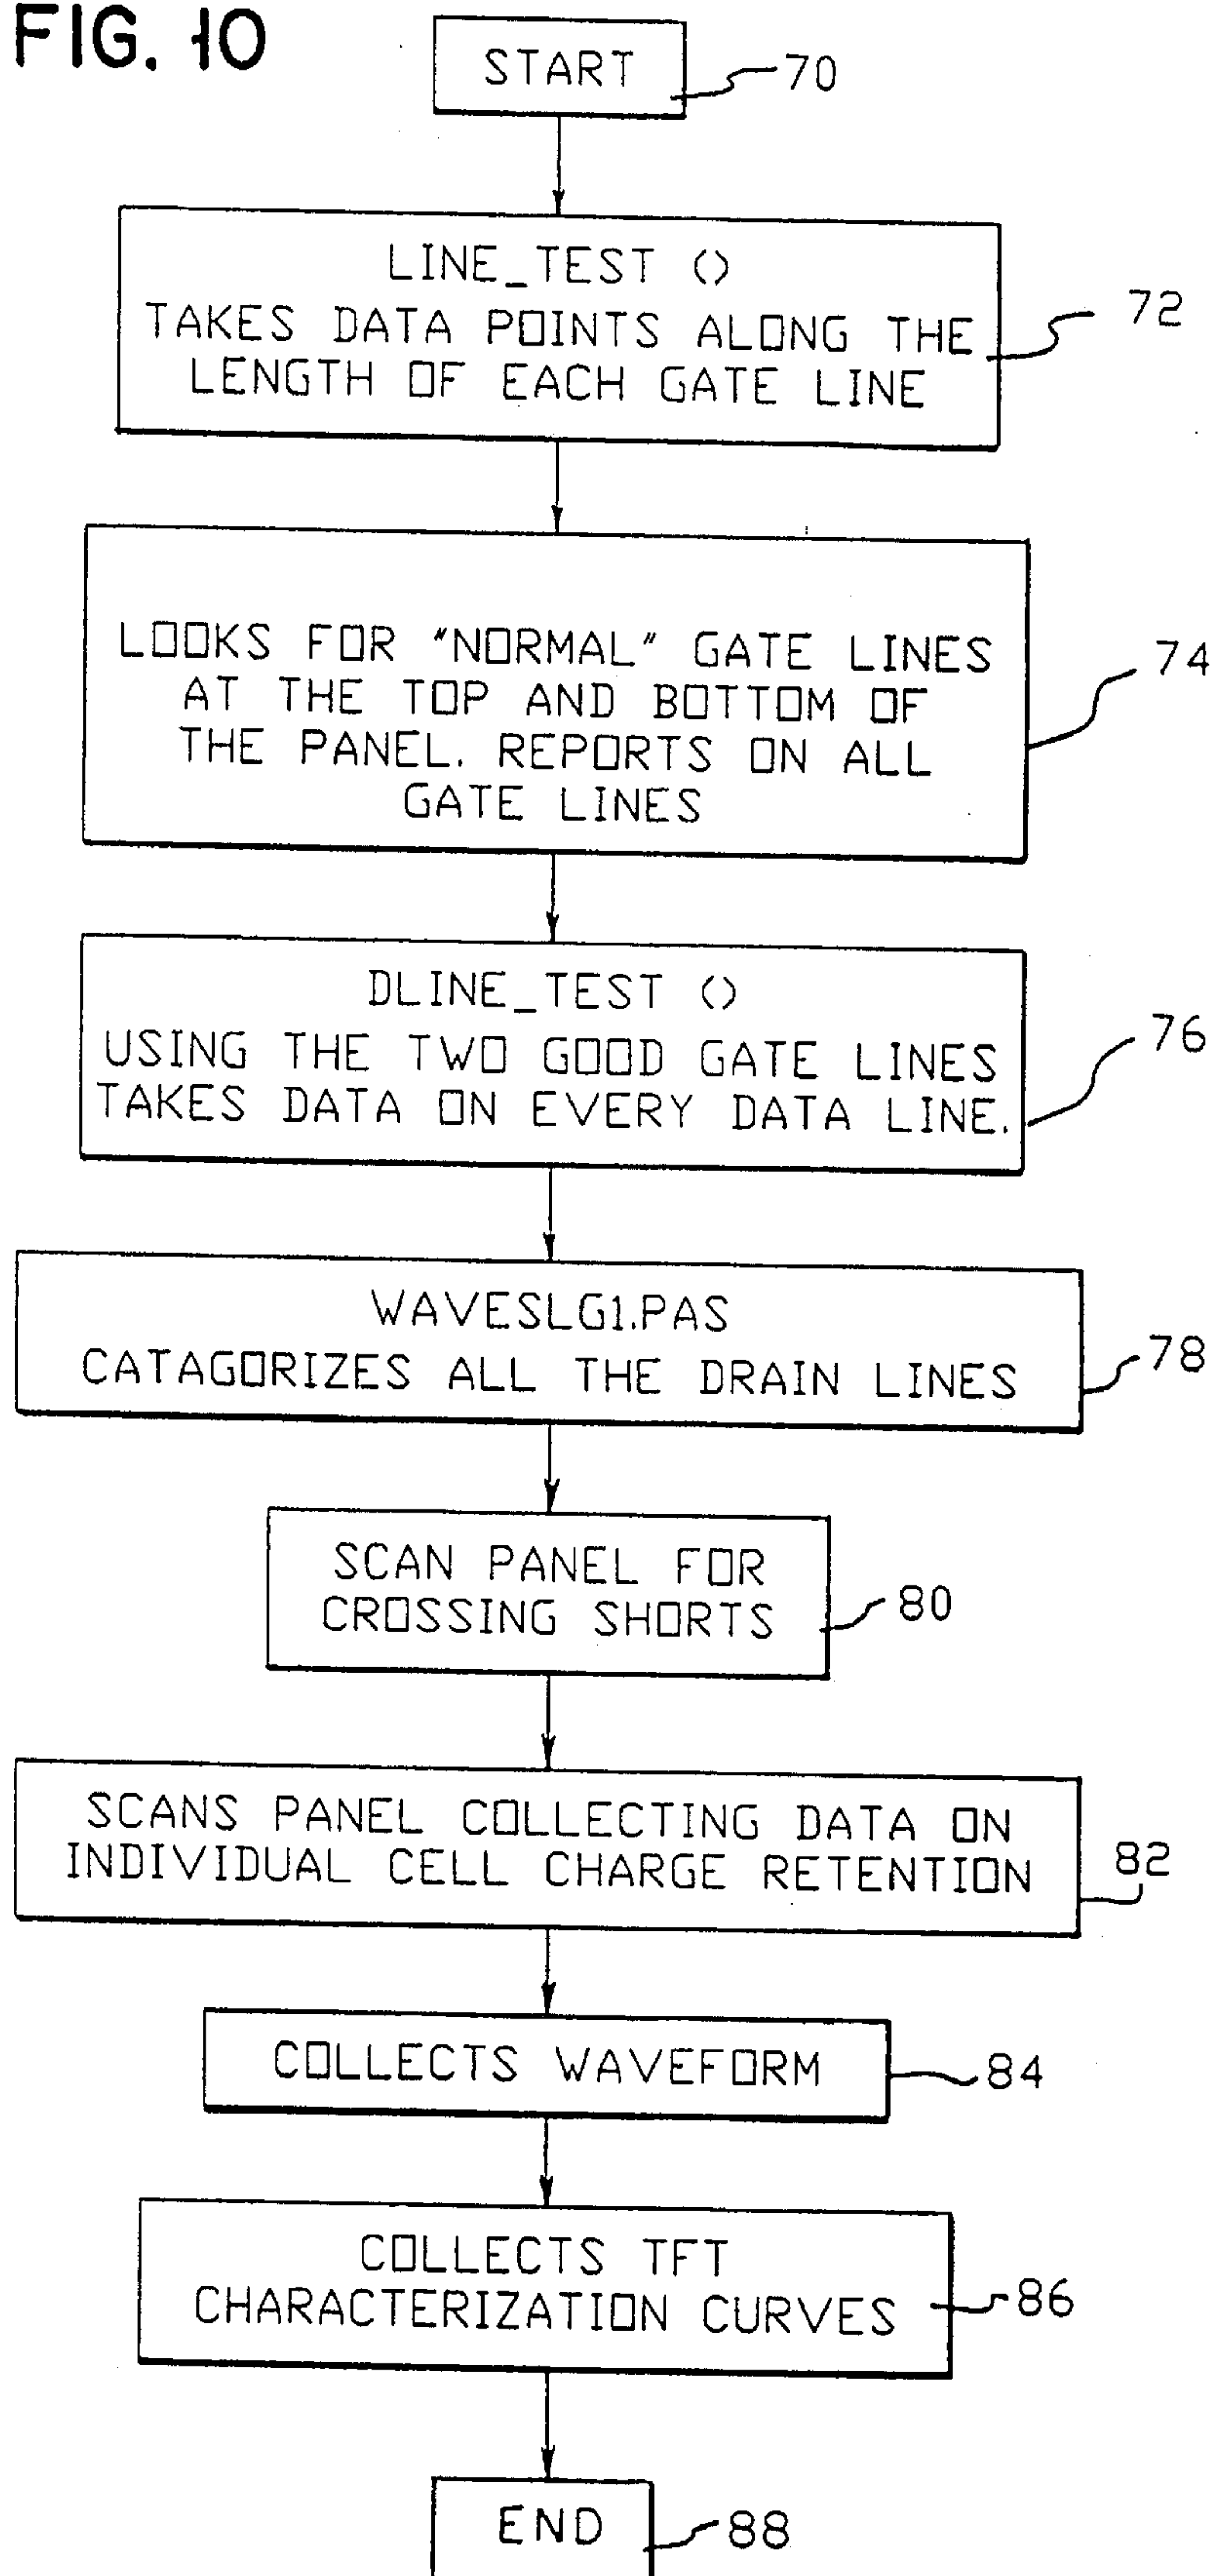 FIG. 10
START
70
LINE_TEST ()
TAKES DATA POINTS ALONG THE
LENGTH OF EACH GATE LINE
72
LOOKS FOR "NORMAL" GATE LINES
AT THE TOP AND BOTTOM OF
THE PANEL. REPORTS ON ALL
GATE LINES
74
DLINE_TEST ()
USING THE TWO GOOD GATE LINES
TAKES DATA ON EVERY DATA LINE.
76
WAVESLG1.PAS
CATAGORIZES ALL THE DRAIN LINES
78
SCAN PANEL FOR
CROSSING SHORTS
80
SCANS PANEL COLLECTING DATA ON
INDIVIDUAL CELL CHARGE RETENTION
82
COLLECTS WAVEFORM
84
COLLECTS TFT
CHARACTERIZATION CURVES
86
END
88